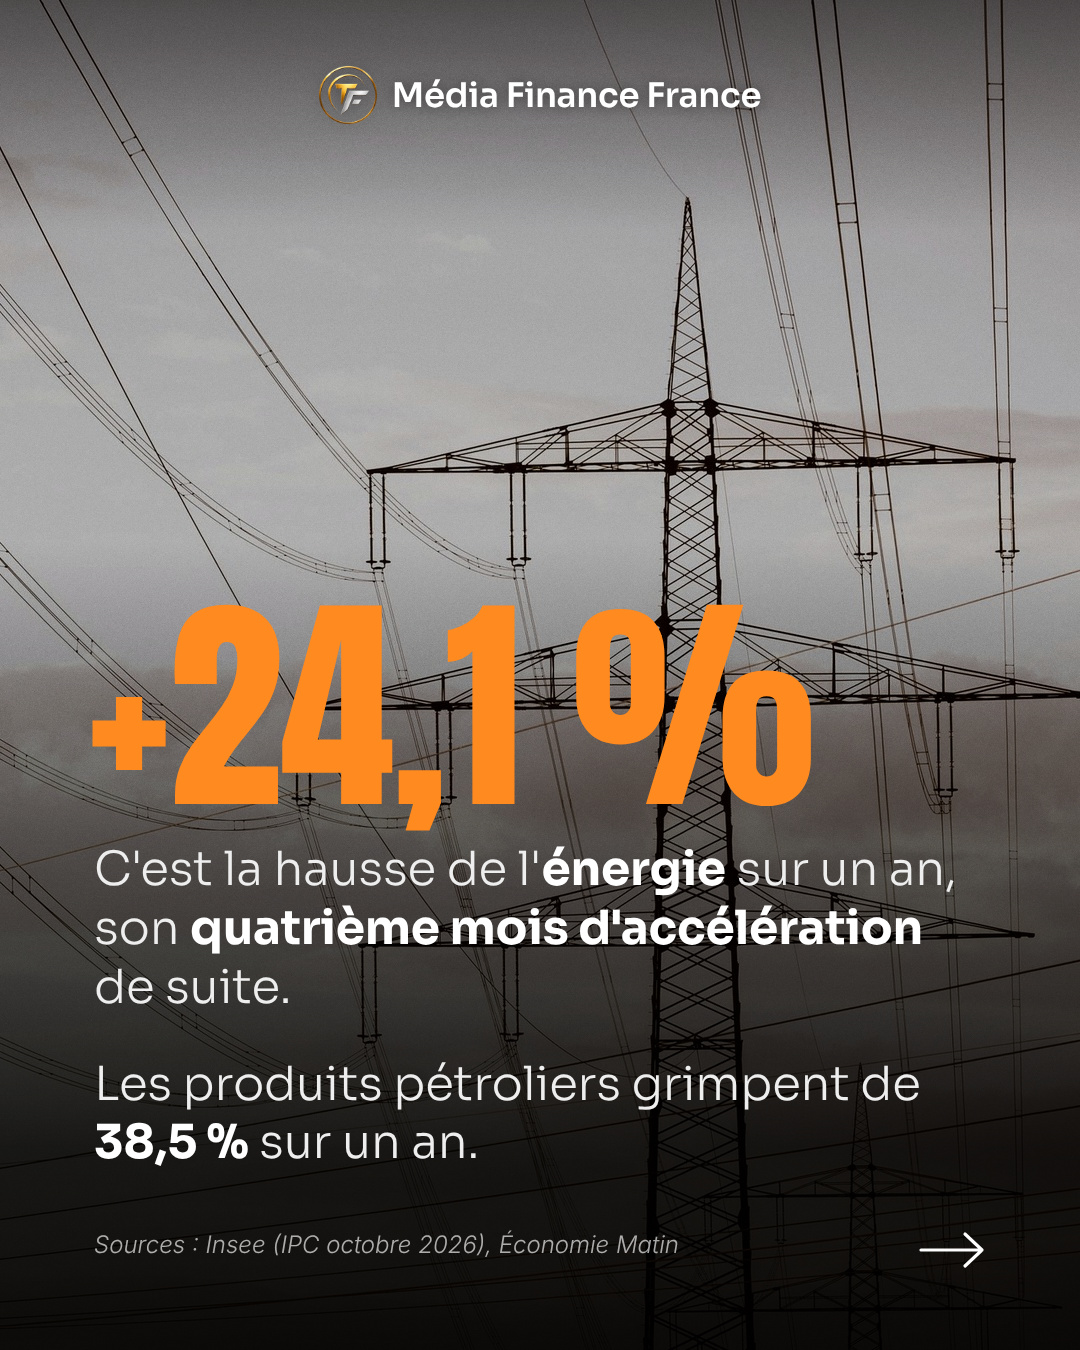 TF Média Finance France
+24,1 %
C'est la hausse de l'énergie sur un an,
son quatrième mois d'accélération
de suite.
Les produits pétroliers grimpent de
38,5 % sur un an.
Sources : Insee (IPC octobre 2026), Économie Matin